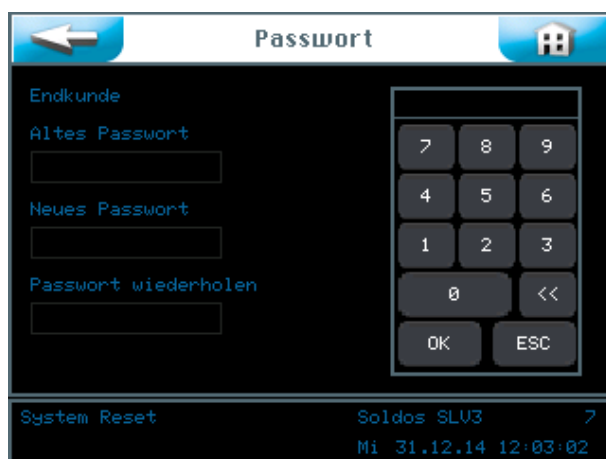 Passwort
Endkunde
Altes Passwort
Neues Passwort
Passwort wiederholen
7 8 9
4 5 6
1 2 3
0 <<
OK ESC
System Reset Soldos SLV3 7
Mi 31.12.14 12:03:02